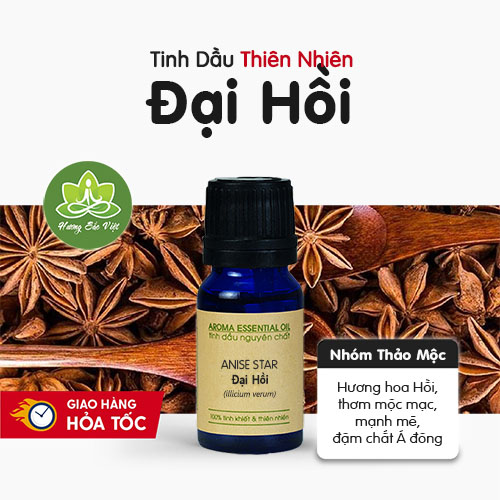 Tinh Dầu Thiên Nhiên
Đại Hồi
Hương Sắc Việt
AROMA ESSENTIAL OIL
tinh dầu nguyên chất
ANISE STAR
Đại Hồi
(illicium verum)
100% tinh khiết & thiên nhiên
Nhóm Thảo Mộc
Hương hoa Hồi,
thơm mộc mạc,
mạnh mẽ,
đậm chất Á đông
GIAO HÀNG
HỎA TỐC